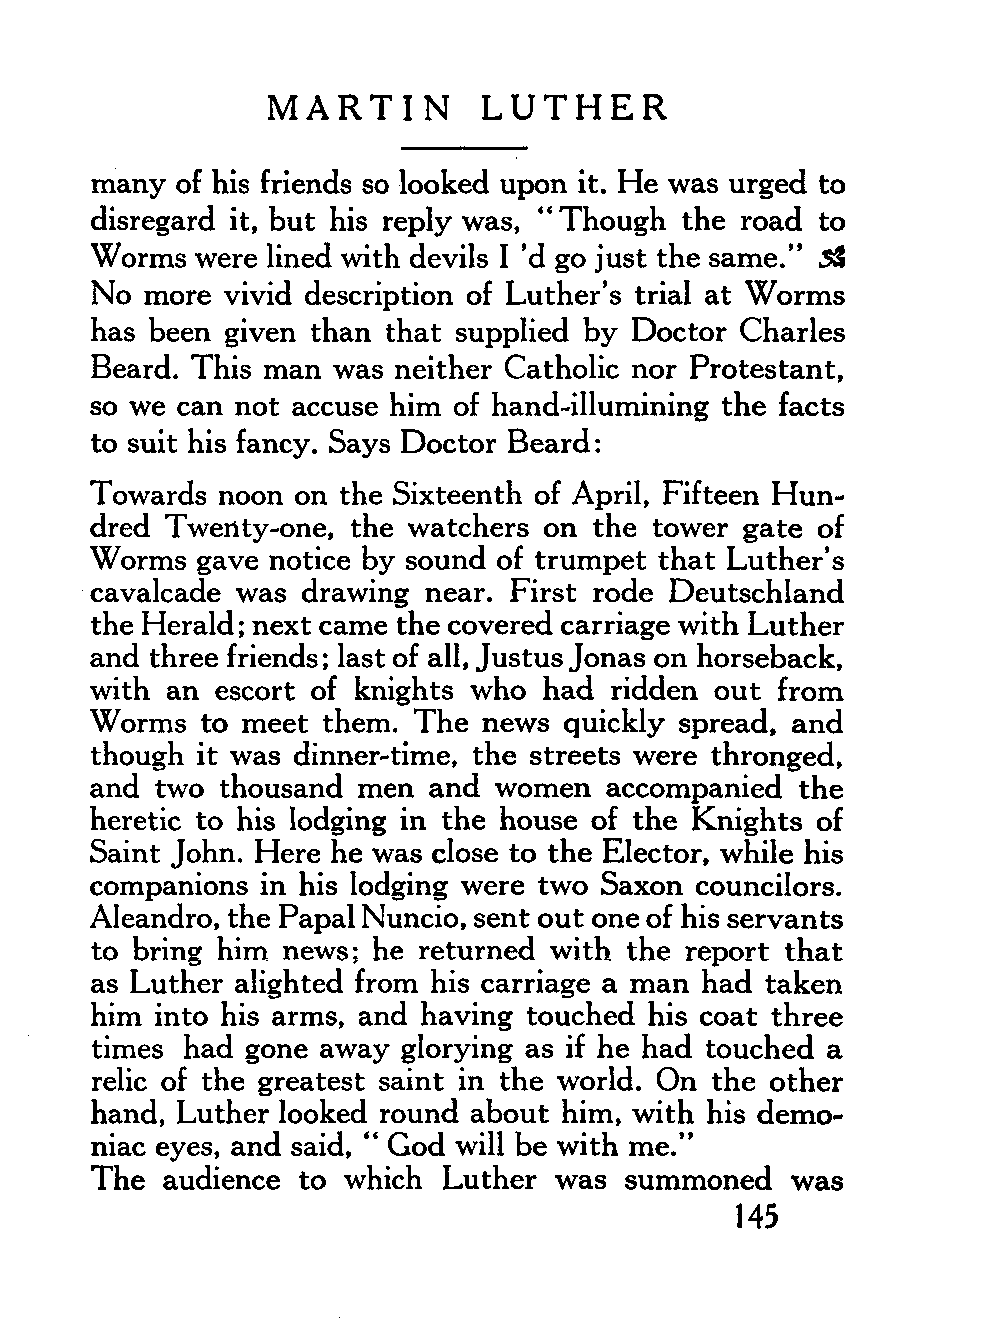 MARTIN LUTHER
many of his friends so looked upon it. He was urged to
disregard it, but his reply was, “Though the road to
Worms were lined with devils I ’d go just the same.”
No more vivid description of Luther’s trial at Worms
has been given than that supplied by Doctor Charles
Beard. This man was neither Catholic nor Protestant,
so we can not accuse him of hand-illumining the facts
to suit his fancy. Says Doctor Beard:
Towards noon on the Sixteenth of April, Fifteen Hun-
dred Twenty-one, the watchers on the tower gate of
Worms gave notice by sound of trumpet that Luther’s
cavalcade was drawing near. First rode Deutschland
the Herald; next came the covered carriage with Luther
and three friends; last of all, Justus Jonas on horseback,
with an escort of knights who had ridden out from
Worms to meet them. The news quickly spread, and
though it was dinner-time, the streets were thronged,
and two thousand men and women accompanied the
heretic to his lodging in the house of the Knights of
Saint John. Here he was close to the Elector, while his
companions in his lodging were two Saxon councilors.
Aleandro, the Papal Nuncio, sent out one of his servants
to bring him news; he returned with the report that
as Luther alighted from his carriage a man had taken
him into his arms, and having touched his coat three
times had gone away glorying as if he had touched a
relic of the greatest saint in the world. On the other
hand, Luther looked round about him, with his demo-
niac eyes, and said, “ God will be with me.”
The audience to which Luther was summoned was
145